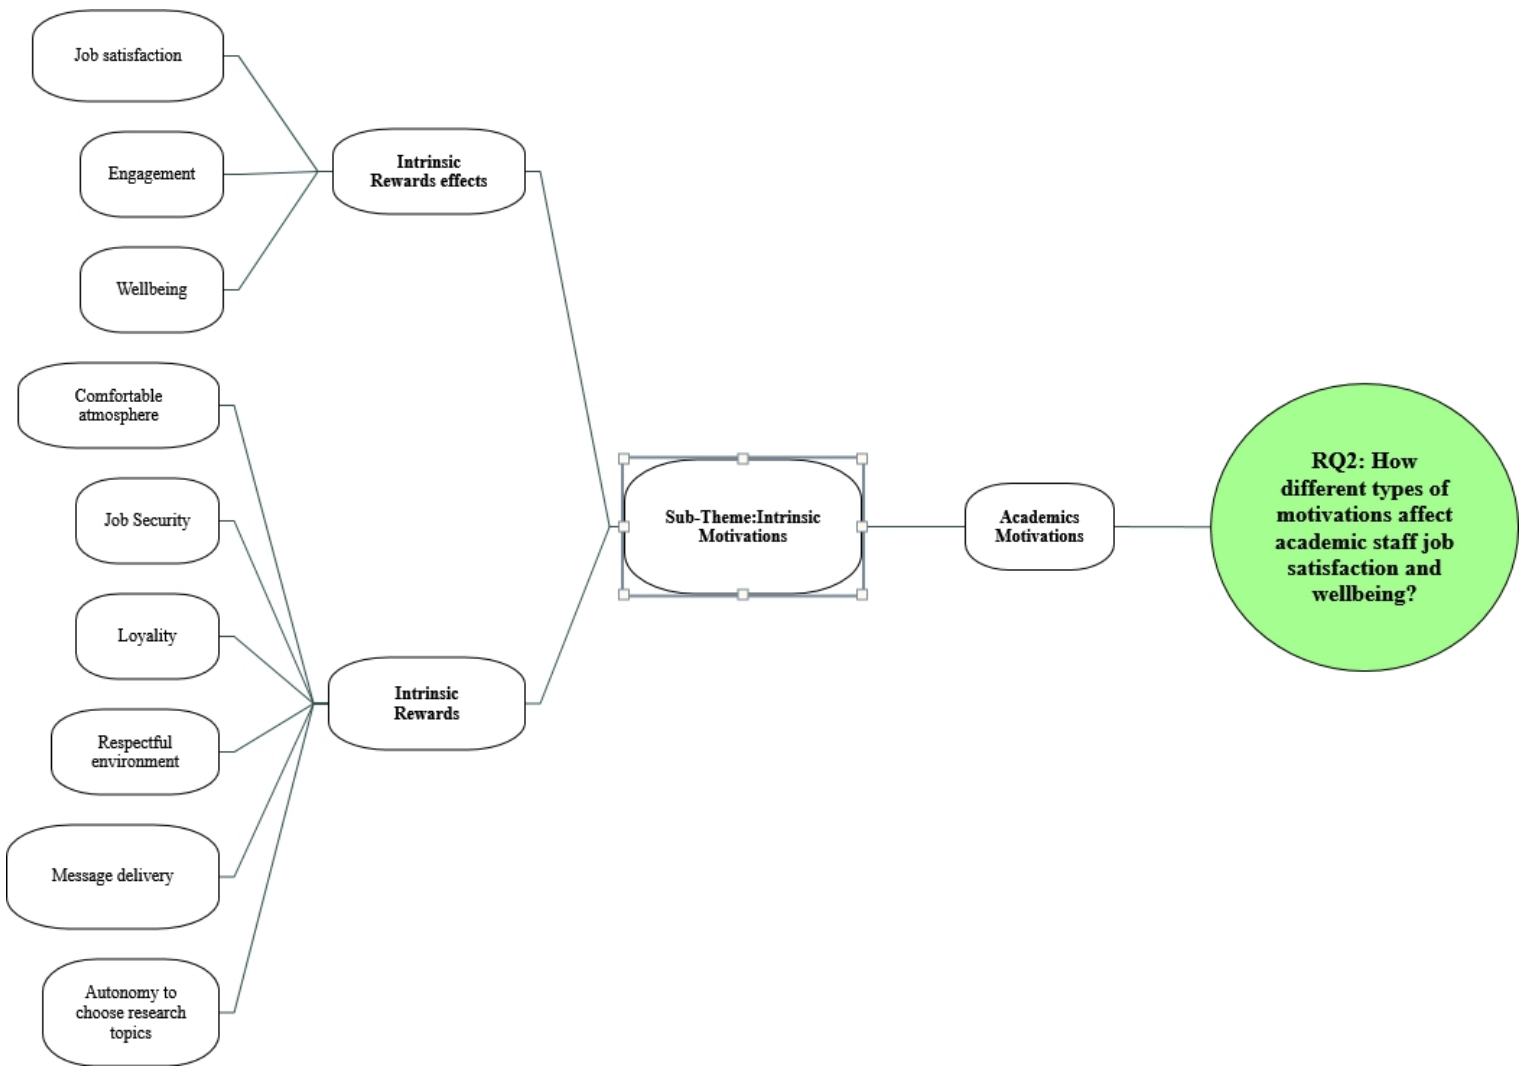 Job satisfaction
Engagement
Wellbeing
Intrinsic
Rewards effects
Comfortable
atmosphere
Job Security
Loyality
Respectful
environment
Message delivery
Autonomy to
choose research
topics
Intrinsic
Rewards
Sub-Theme:Intrinsic
Motivations
Academics
Motivations
RQ2: How
different types of
motivations affect
academic staff job
satisfaction and
wellbeing?